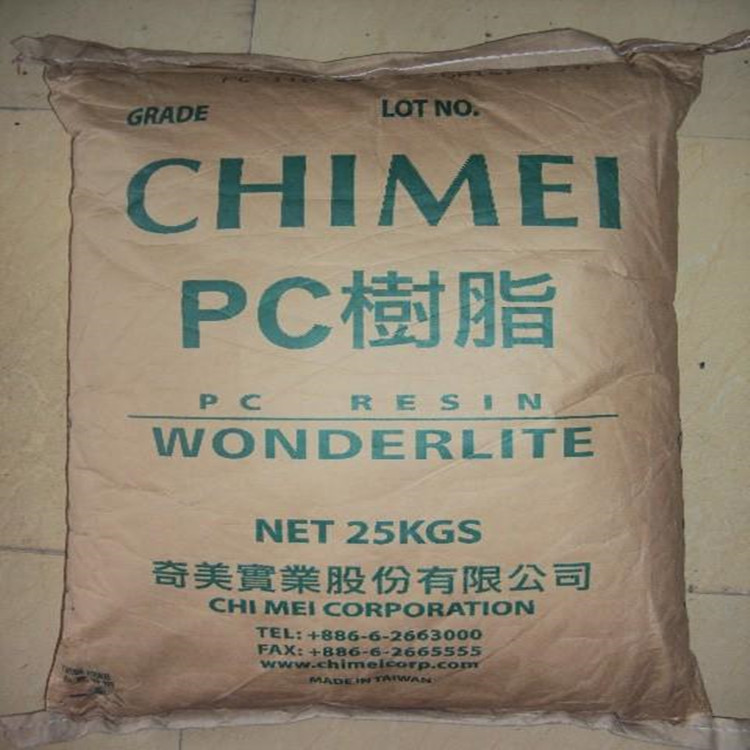 GRADE LOT NO.
CHIMEI
PC樹脂
PC RESIN
WONDERLITE
NET 25KGS
奇美實業股份有限公司
CHI MEI CORPORATION
TEL: +886-6-2663000
FAX: +886-6-2665555
www.chimeicorp.com
MADE IN TAIWAN